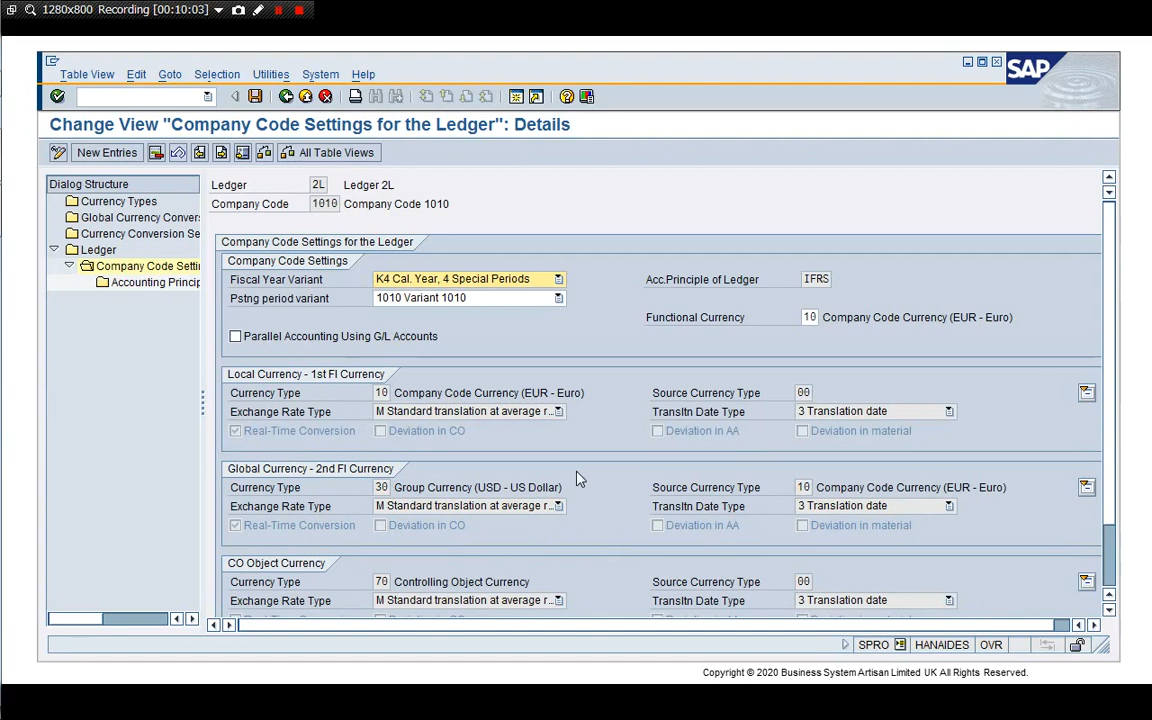 1280x800 Recording [00:10:03]
Table View Edit Goto Selection Utilities System Help
SAP
Change View "Company Code Settings for the Ledger": Details
New Entries All Table Views
Dialog Structure
Currency Types
Global Currency Conver
Currency Conversion Se
Ledger
Company Code Setti
Accounting Princip
Ledger 2L Ledger 2L
Company Code 1010 Company Code 1010
Company Code Settings for the Ledger
Company Code Settings
Fiscal Year Variant K4 Cal. Year, 4 Special Periods Acc.Principle of Ledger IFRS
Pstng period variant 1010 Variant 1010
Functional Currency 10 Company Code Currency (EUR - Euro)
Parallel Accounting Using G/L Accounts
Local Currency - 1st FI Currency
Currency Type 10 Company Code Currency (EUR - Euro) Source Currency Type 00
Exchange Rate Type M Standard translation at average r... Transltn Date Type 3 Translation date
Real-Time Conversion Deviation in CO Deviation in AA Deviation in material
Global Currency - 2nd FI Currency
Currency Type 30 Group Currency (USD - US Dollar) Source Currency Type 10 Company Code Currency (EUR - Euro)
Exchange Rate Type M Standard translation at average r... Transltn Date Type 3 Translation date
Real-Time Conversion Deviation in CO Deviation in AA Deviation in material
CO Object Currency
Currency Type 70 Controlling Object Currency Source Currency Type 00
Exchange Rate Type M Standard translation at average r... Transltn Date Type 3 Translation date
SPRO HANAIDES OVR
Copyright © 2020 Business System Artisan Limited UK All Rights Reserved.